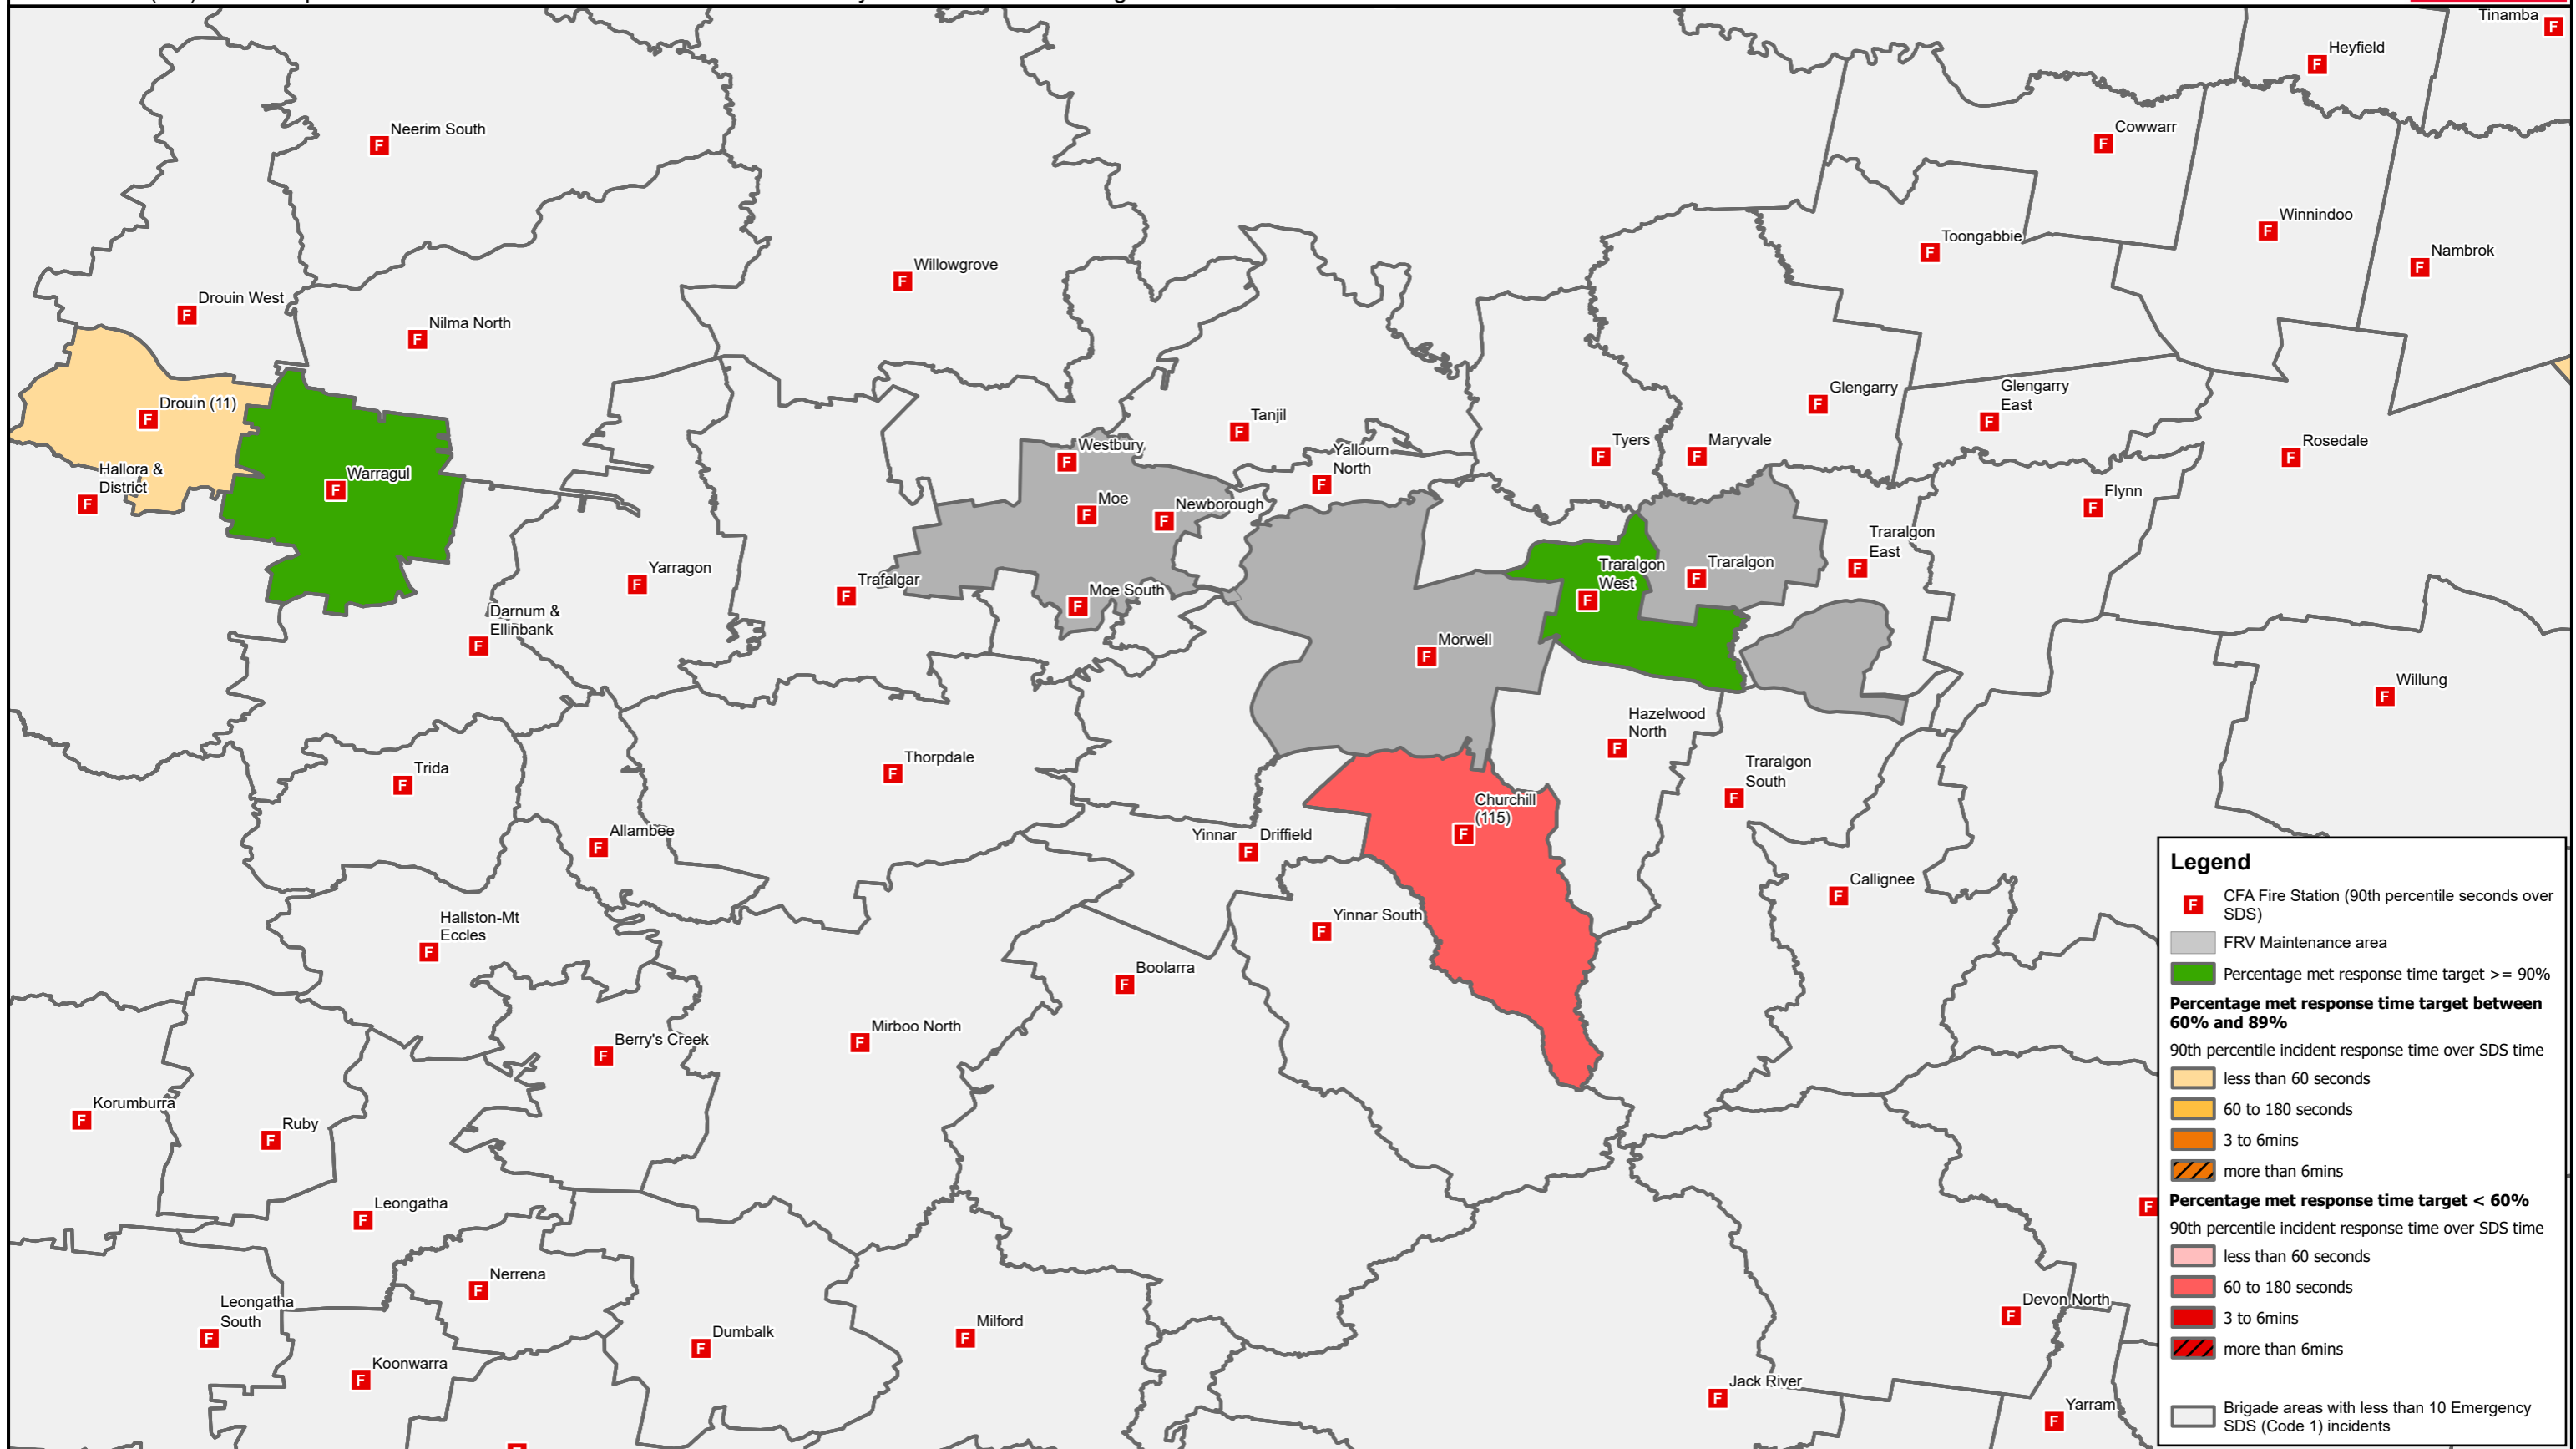 Tinamba
Heyfield
Neerim South
Cowwarr
Winnindoo
Toongabbie
Nambrok
Willowgrove
Drouin West
Nilma North
Glengarry
Glengarry
East
Drouin (11)
Tanjil
Westbury
Tyers
Maryvale
Rosedale
Yallourn
North
Hallora &
District
Warragul
Moe
Newborough
Flynn
Traralgon
East
Traralgon
West
Traralgon
Yarragon
Trafalgar
Moe South
Darnum &
Ellinbank
Morwell
Willung
Hazelwood
North
Thorpdale
Trida
Traralgon
South
Churchill
(115)
Allambee
Yinnar
Driffield
Callignee
Hallston-Mt
Eccles
Yinnar South
Boolarra
Mirboo North
Berry's Creek
Korumburra
Ruby
Leongatha
Nerrena
Leongatha
South
Devon North
Milford
Dumbalk
Koonwarra
Jack River
Yarram
Legend
CFA Fire Station (90th percentile seconds over
SDS)
FRV Maintenance area
Percentage met response time target >= 90%
Percentage met response time target between
60% and 89%
90th percentile incident response time over SDS time
less than 60 seconds
60 to 180 seconds
3 to 6mins
more than 6mins
Percentage met response time target < 60%
90th percentile incident response time over SDS time
less than 60 seconds
60 to 180 seconds
3 to 6mins
more than 6mins
Brigade areas with less than 10 Emergency
SDS (Code 1) incidents